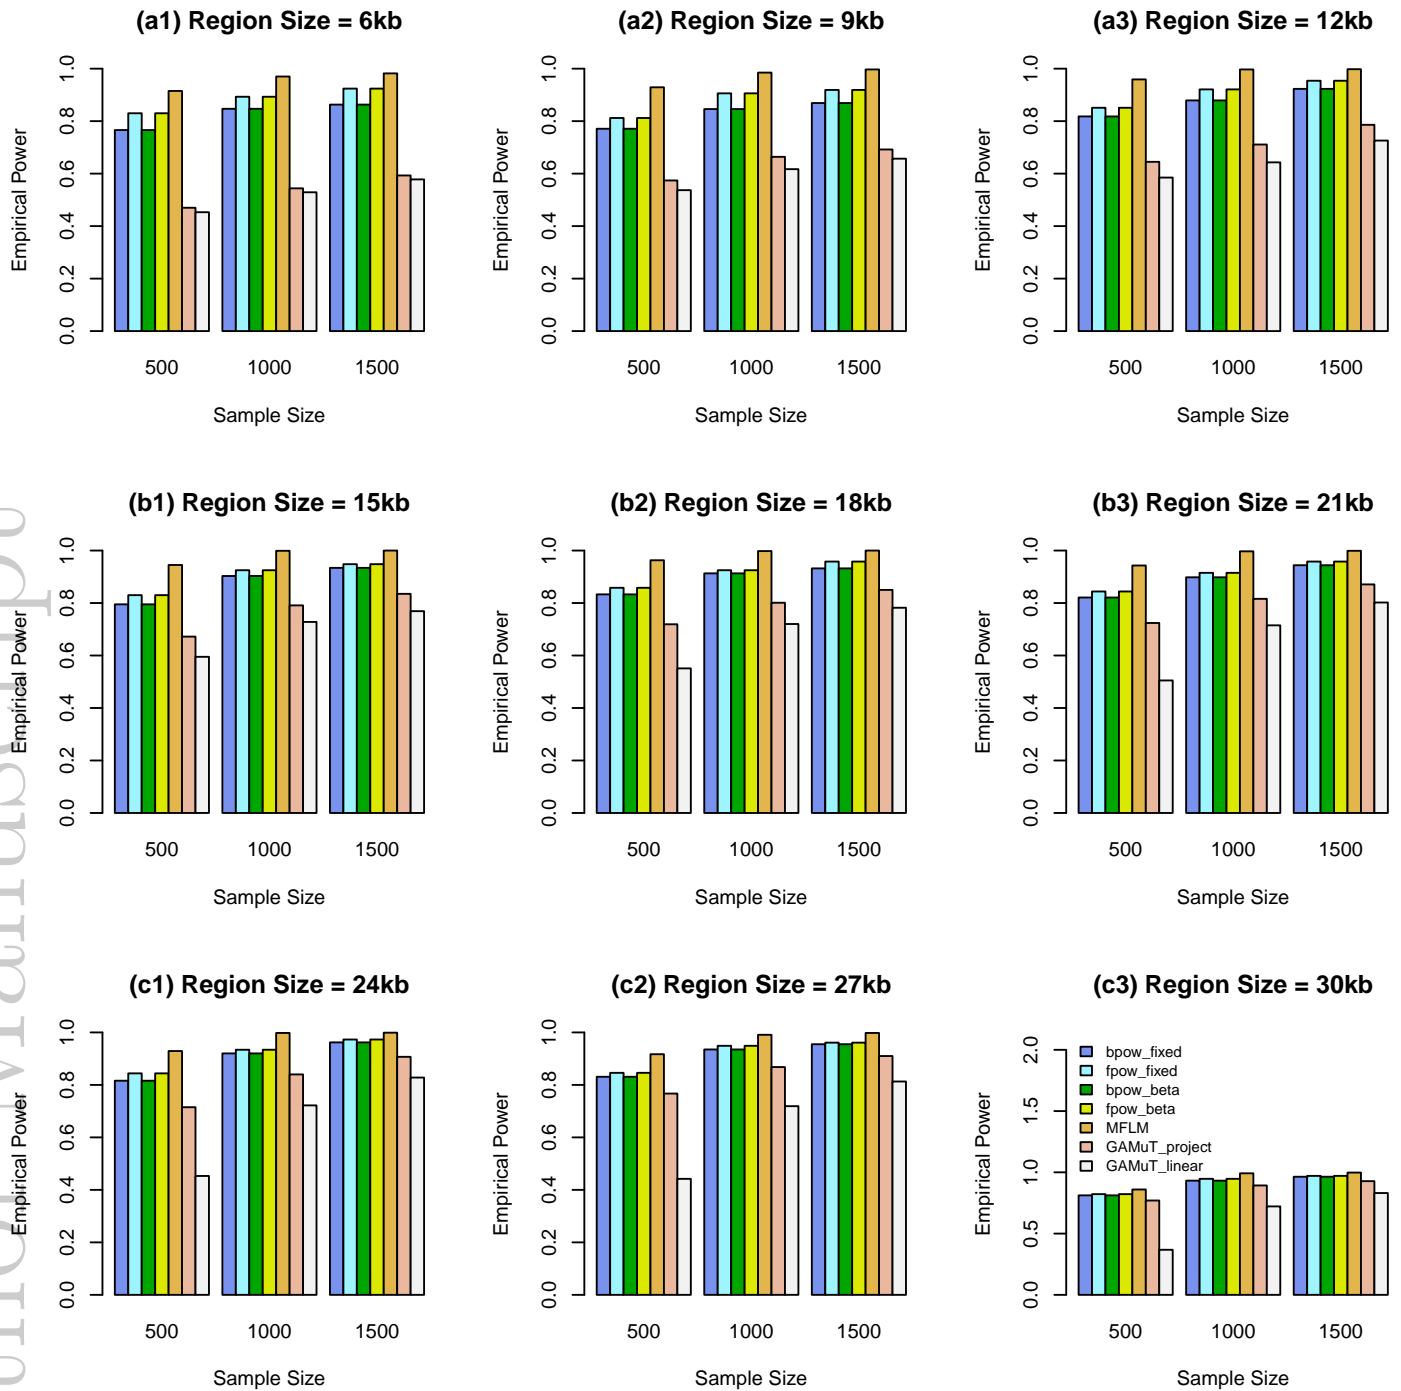 (a1) Region Size = 6kb
Empirical Power
0.0 0.2 0.4 0.6 0.8 1.0
500 1000 1500
Sample Size
(a2) Region Size = 9kb
Empirical Power
0.0 0.2 0.4 0.6 0.8 1.0
500 1000 1500
Sample Size
(a3) Region Size = 12kb
Empirical Power
0.0 0.2 0.4 0.6 0.8 1.0
500 1000 1500
Sample Size
(b1) Region Size = 15kb
Empirical Power
0.0 0.2 0.4 0.6 0.8 1.0
500 1000 1500
Sample Size
(b2) Region Size = 18kb
Empirical Power
0.0 0.2 0.4 0.6 0.8 1.0
500 1000 1500
Sample Size
(b3) Region Size = 21kb
Empirical Power
0.0 0.2 0.4 0.6 0.8 1.0
500 1000 1500
Sample Size
(c1) Region Size = 24kb
Empirical Power
0.0 0.2 0.4 0.6 0.8 1.0
500 1000 1500
Sample Size
(c2) Region Size = 27kb
Empirical Power
0.0 0.2 0.4 0.6 0.8 1.0
500 1000 1500
Sample Size
(c3) Region Size = 30kb
Empirical Power
0.0 0.5 1.0 1.5 2.0
bpow_fixed
fpow_fixed
bpow_beta
fpow_beta
MFLM
GAMuT_project
GAMuT_linear
500 1000 1500
Sample Size